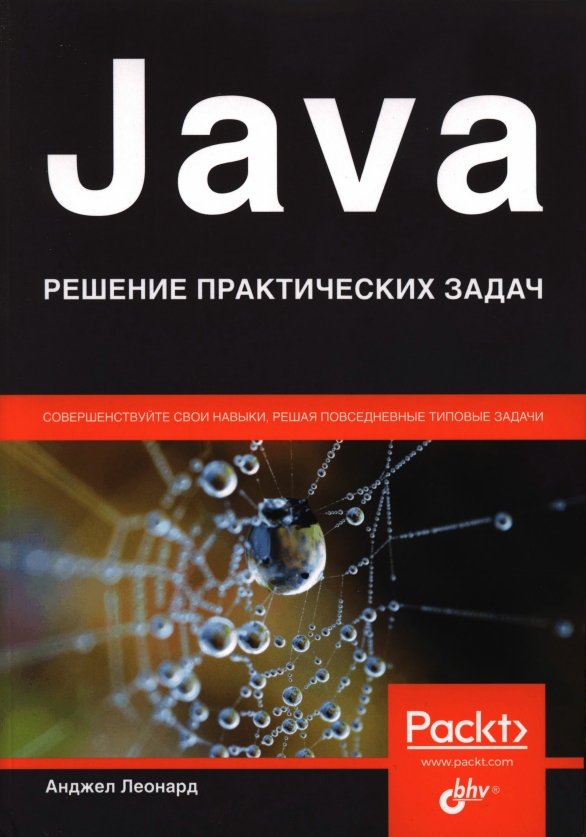 Java
РЕШЕНИЕ ПРАКТИЧЕСКИХ ЗАДАЧ
СОВЕРШЕНСТВУЙТЕ СВОИ НАВЫКИ, РЕШАЯ ПОВСЕДНЕВНЫЕ ТИПОВЫЕ ЗАДАЧИ
Packt>
www.packt.com
bhv®
Анджел Леонард